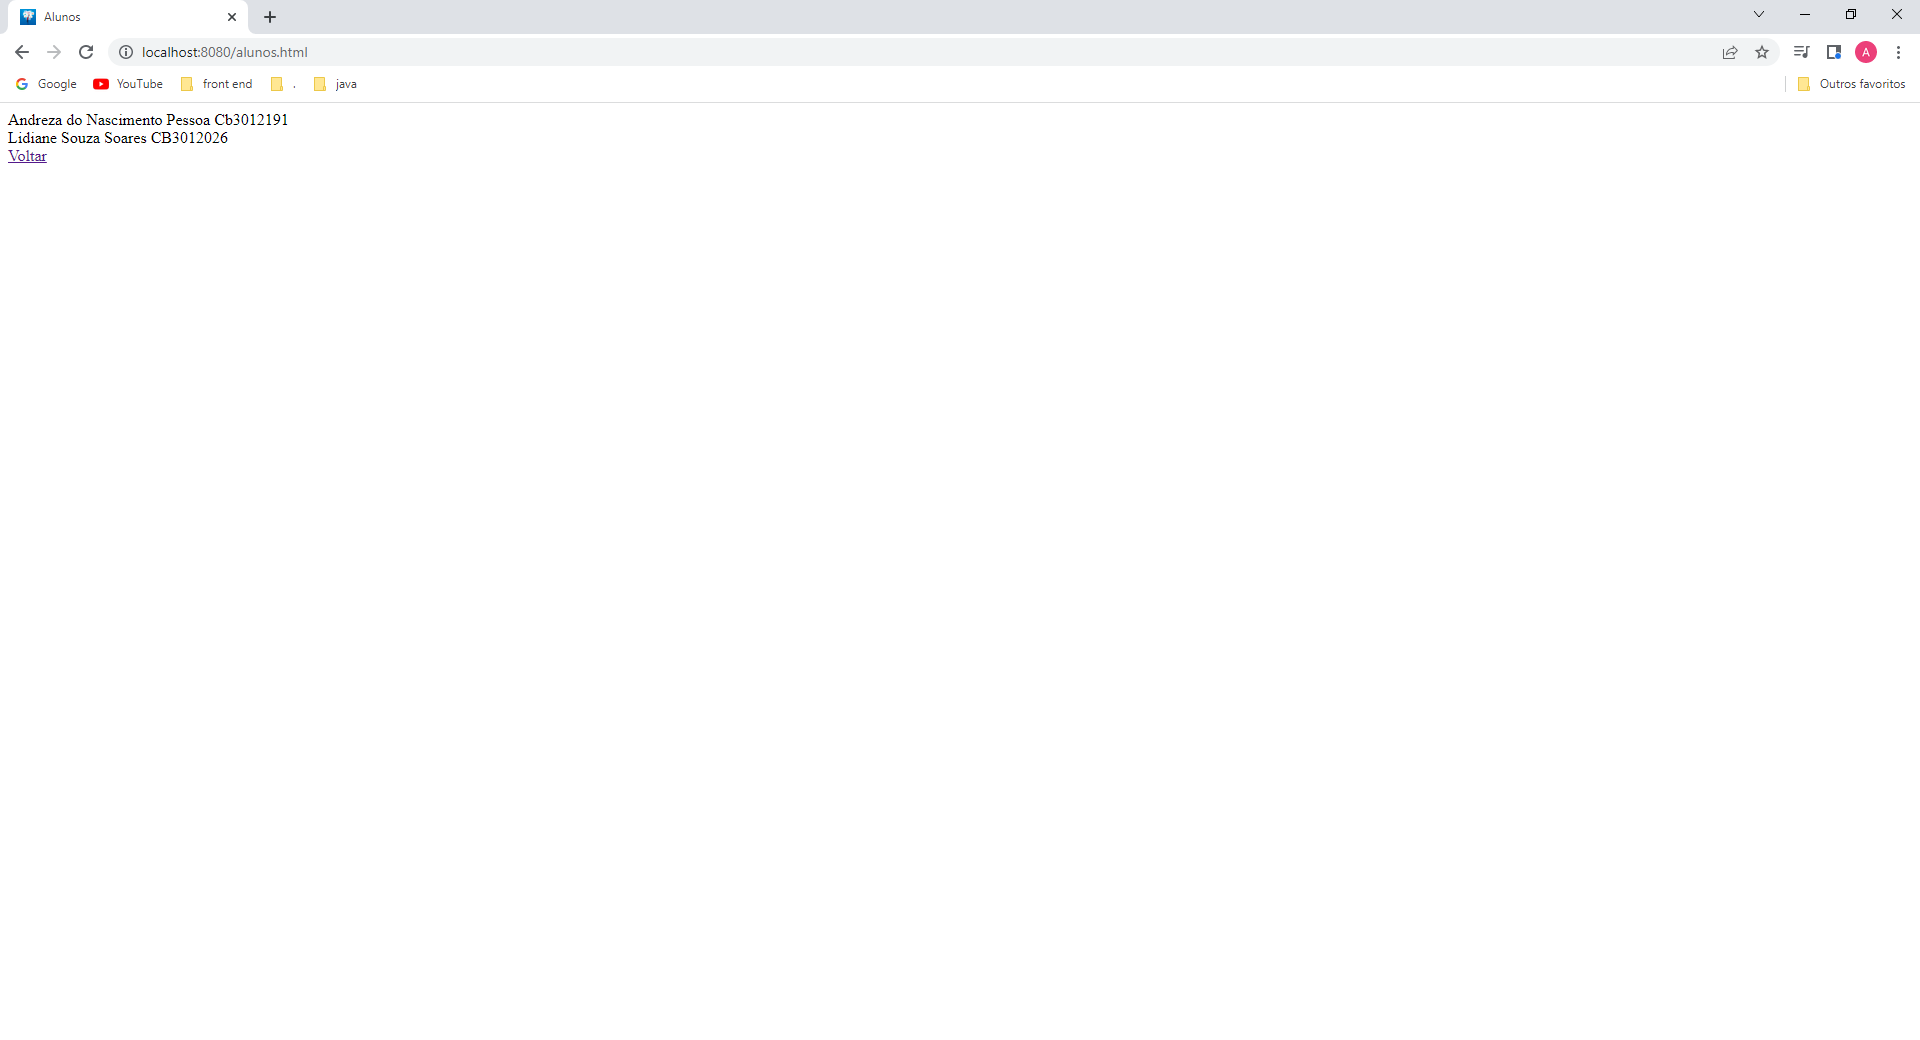 Alunos
localhost:8080/alunos.html
A
Google YouTube front end . java Outros favoritos
Andreza do Nascimento Pessoa Cb3012191
Lidiane Souza Soares CB3012026
Voltar